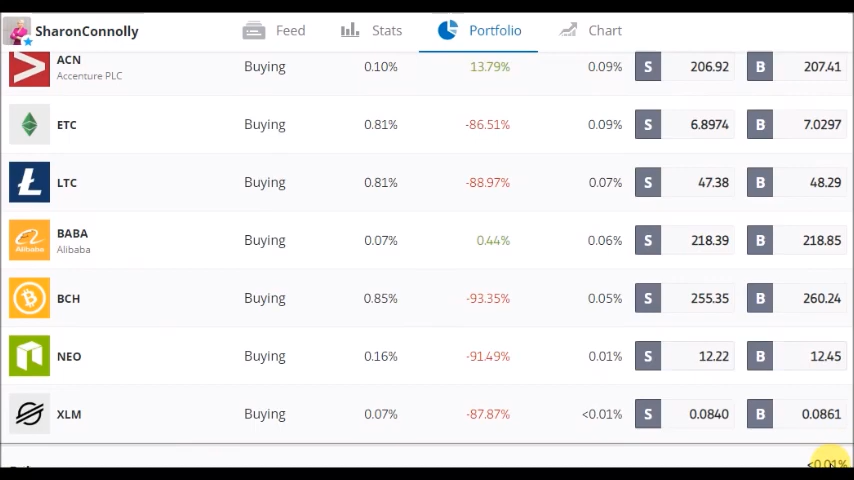 SharonConnolly Feed Stats Portfolio Chart
ACN Buying 0.10% 13.79% 0.09% S 206.92 B 207.41
Accenture PLC
ETC Buying 0.81% -86.51% 0.09% S 6.8974 B 7.0297
LTC Buying 0.81% -88.97% 0.07% S 47.38 B 48.29
BABA Buying 0.07% 0.44% 0.06% S 218.39 B 218.85
Alibaba
Alibaba
BCH Buying 0.85% -93.35% 0.05% S 255.35 B 260.24
NEO Buying 0.16% -91.49% 0.01% S 12.22 B 12.45
XLM Buying 0.07% -87.87% <0.01% S 0.0840 B 0.0861
<0.01%